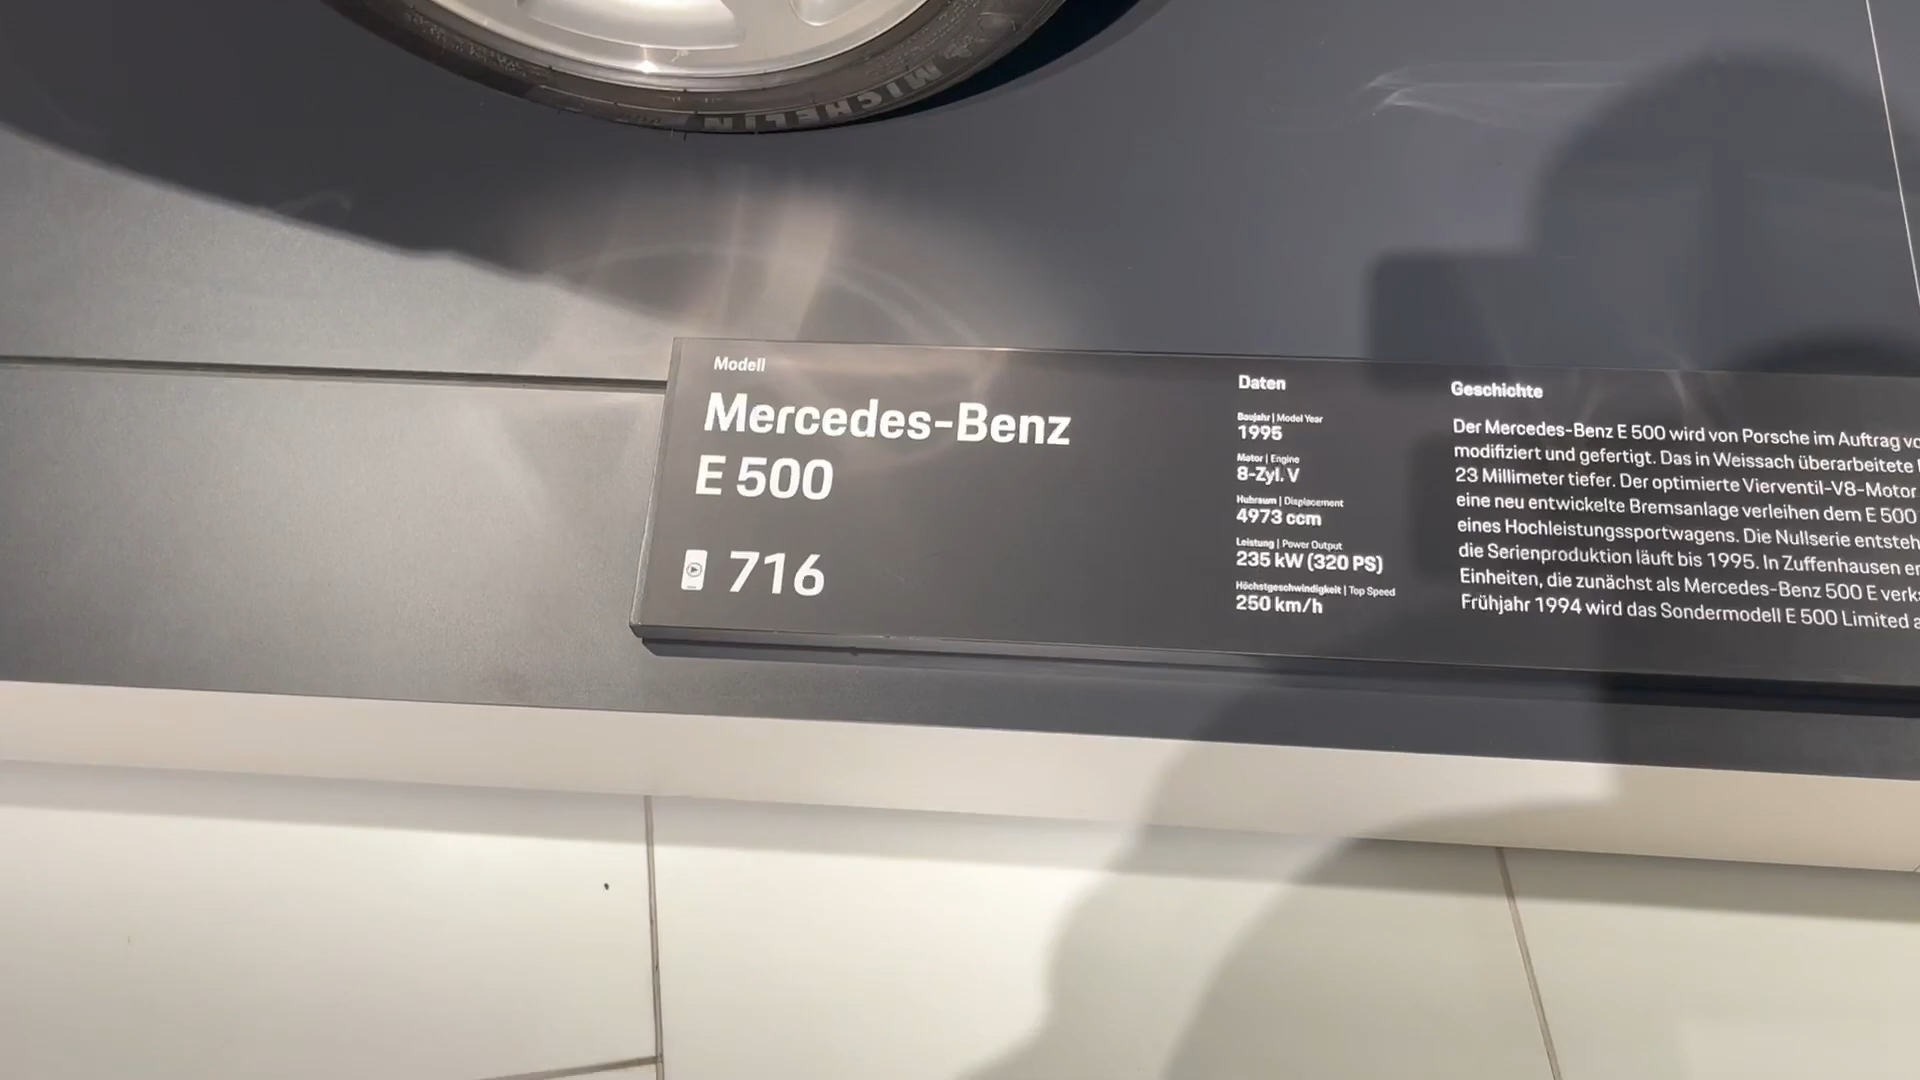 MICHELIN
Modell
Mercedes-Benz
E 500
716
Daten
Baujahr | Model Year
1995
Motor | Engine
8-Zyl. V
Hubraum | Displacement
4973 ccm
Leistung | Power Output
235 kW (320 PS)
Höchstgeschwindigkeit | Top Speed
250 km/h
Geschichte
Der Mercedes-Benz E 500 wird von Porsche im Auftrag
modifiziert und gefertigt. Das in Weissach überarbeitete
23 Millimeter tiefer. Der optimierte Vierventil-V8-Motor
eine neu entwickelte Bremsanlage verleihen dem E 500
eines Hochleistungssportwagens. Die Nullserie
die Serienproduktion läuft bis 1995. In Zuffenhausen
Einheiten, die zunächst als Mercedes-Benz 500 E
Frühjahr 1994 wird das Sondermodell E 500 Limited